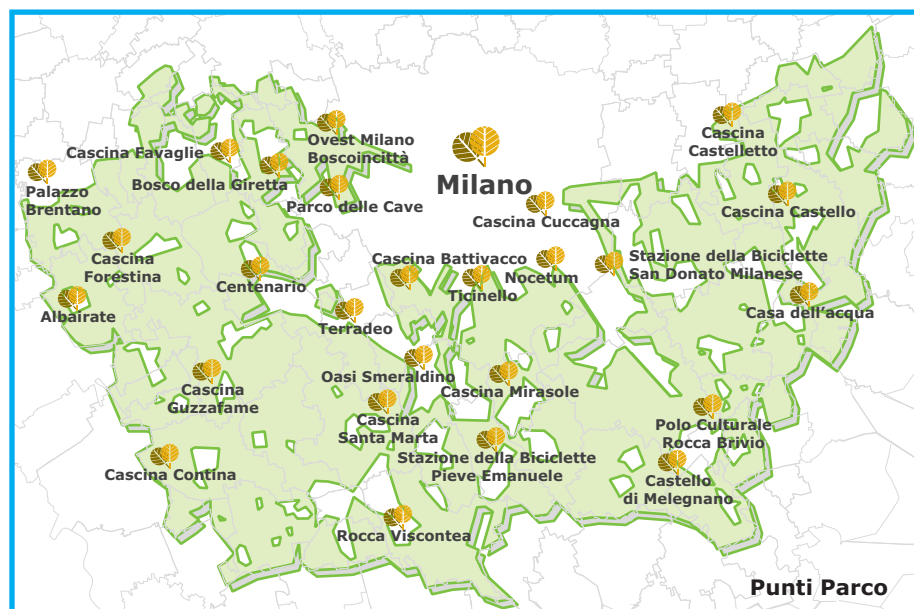 Ovest Milano
Boscoincittà
Cascina
Castelletto
Cascina Favaglie
Bosco della Giretta
Palazzo
Brentano
Milano
Parco delle Cave
Cascina Castello
Cascina Cuccagna
Cascina
Forestina
Cascina Battivacco
Stazione della Biciclette
San Donato Milanese
Nocetum
Centenario
Ticinello
Albairate
Casa dell'acqua
Terradeo
Oasi Smeraldino
Cascina Mirasole
Cascina
Guzzafame
Cascina
Santa Marta
Polo Culturale
Rocca Brivio
Stazione della Biciclette
Pieve Emanuele
Cascina Contina
Castello
di Melegnano
Rocca Viscontea
Punti Parco